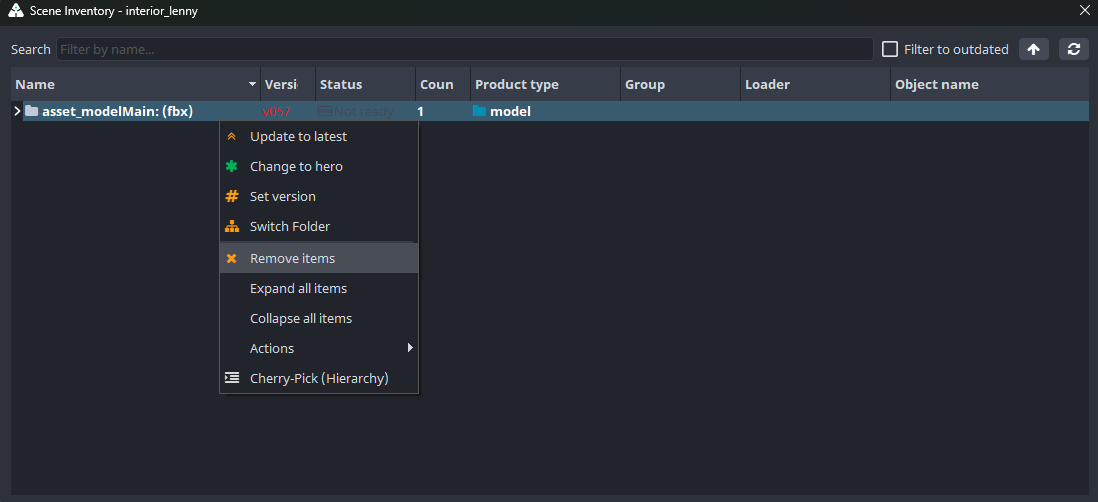 Scene Inventory - interior_lenny
Search Filter by name... Filter to outdated
Name Versi Status Coun Product type Group Loader Object name
asset_modelMain: (fbx) v057 Not ready 1 model
Update to latest
Change to hero
Set version
Switch Folder
Remove items
Expand all items
Collapse all items
Actions
Cherry-Pick (Hierarchy)